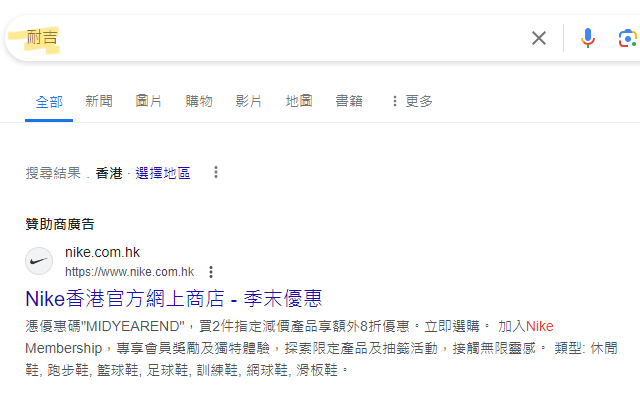 耐吉
全部 新聞 圖片 購物 影片 地圖 書籍 ⋮ 更多
搜尋結果 . 香港 · 選擇地區
贊助商廣告
nike.com.hk
https://www.nike.com.hk
Nike香港官方網上商店 - 季末優惠
憑優惠碼"MIDYEAREND"，買2件指定減價產品享額外8折優惠。立即選購。 加入Nike
Membership，專享會員獎勵及獨特體驗，探索限定產品及抽籤活動，接觸無限靈感。 類型: 休閒
鞋, 跑步鞋, 籃球鞋, 足球鞋, 訓練鞋, 網球鞋, 滑板鞋。